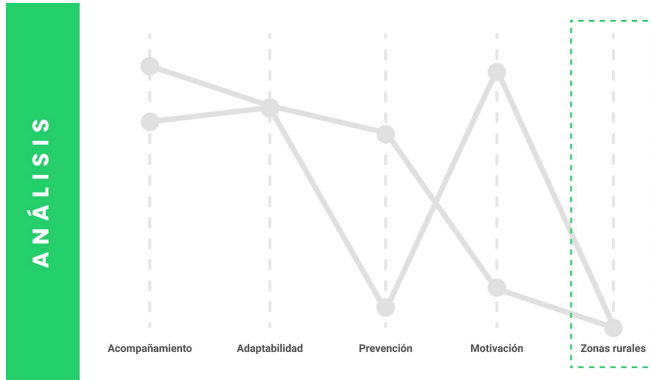 ANÁLISIS
Acompañamiento Adaptabilidad Prevención Motivación Zonas rurales